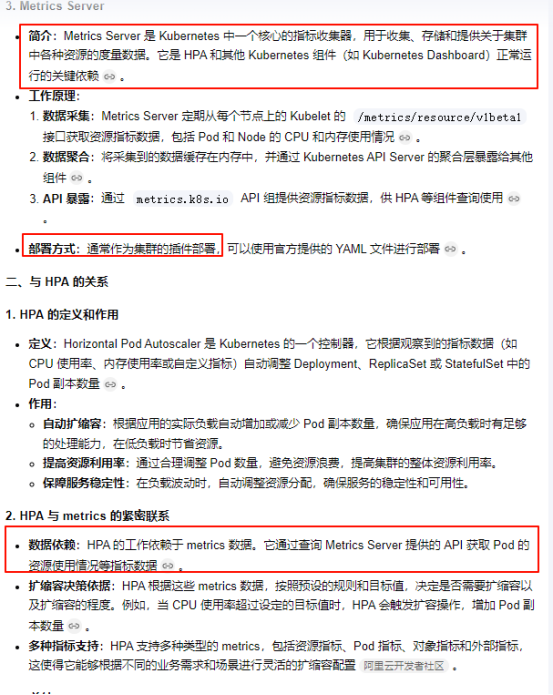 3. Metrics Server
• 简介：Metrics Server 是 Kubernetes 中一个核心的指标收集器，用于收集、存储和提供关于集群
中各种资源的度量数据。它是 HPA 和其他 Kubernetes 组件（如 Kubernetes Dashboard）正常运
行的关键依赖 。
• 工作原理：
1. 数据采集：Metrics Server 定期从每个节点上的 Kubelet 的 /metrics/resource/v1beta1
接口获取资源指标数据，包括 Pod 和 Node 的 CPU 和内存使用情况 。
2. 数据聚合：将采集到的数据缓存在内存中，并通过 Kubernetes API Server 的聚合层暴露给其他
组件 。
3. API 暴露：通过 metrics.k8s.io API 组提供资源指标数据，供 HPA 等组件查询使用
。
• 部署方式：通常作为集群的插件部署，可以使用官方提供的 YAML 文件进行部署 。
二、与 HPA 的关系
1. HPA 的定义和作用
• 定义：Horizontal Pod Autoscaler 是 Kubernetes 的一个控制器，它根据观察到的指标数据（如
CPU 使用率、内存使用率或自定义指标）自动调整 Deployment、ReplicaSet 或 StatefulSet 中的
Pod 副本数量 。
• 作用：
○ 自动扩缩容：根据应用的实际负载自动增加或减少 Pod 副本数量，确保应用在高负载时有足够
的处理能力，在低负载时节省资源。
○ 提高资源利用率：通过合理调整 Pod 数量，避免资源浪费，提高集群的整体资源利用率。
○ 保障服务稳定性：在负载波动时，自动调整资源分配，确保服务的稳定性和可用性。
2. HPA 与 metrics 的紧密联系
• 数据依赖：HPA 的工作依赖于 metrics 数据。它通过查询 Metrics Server 提供的 API 获取 Pod 的
资源使用情况等指标数据 。
• 扩缩容决策依据：HPA 根据这些 metrics 数据，按照预设的规则和目标值，决定是否需要扩缩容以
及扩缩容的程度。例如，当 CPU 使用率超过设定的目标值时，HPA 会触发扩容操作，增加 Pod 副
本数量 。
• 多种指标支持：HPA 支持多种类型的 metrics，包括资源指标、Pod 指标、对象指标和外部指标，
这使得它能够根据不同的业务需求和场景进行灵活的扩缩容配置 阿里云开发者社区 。